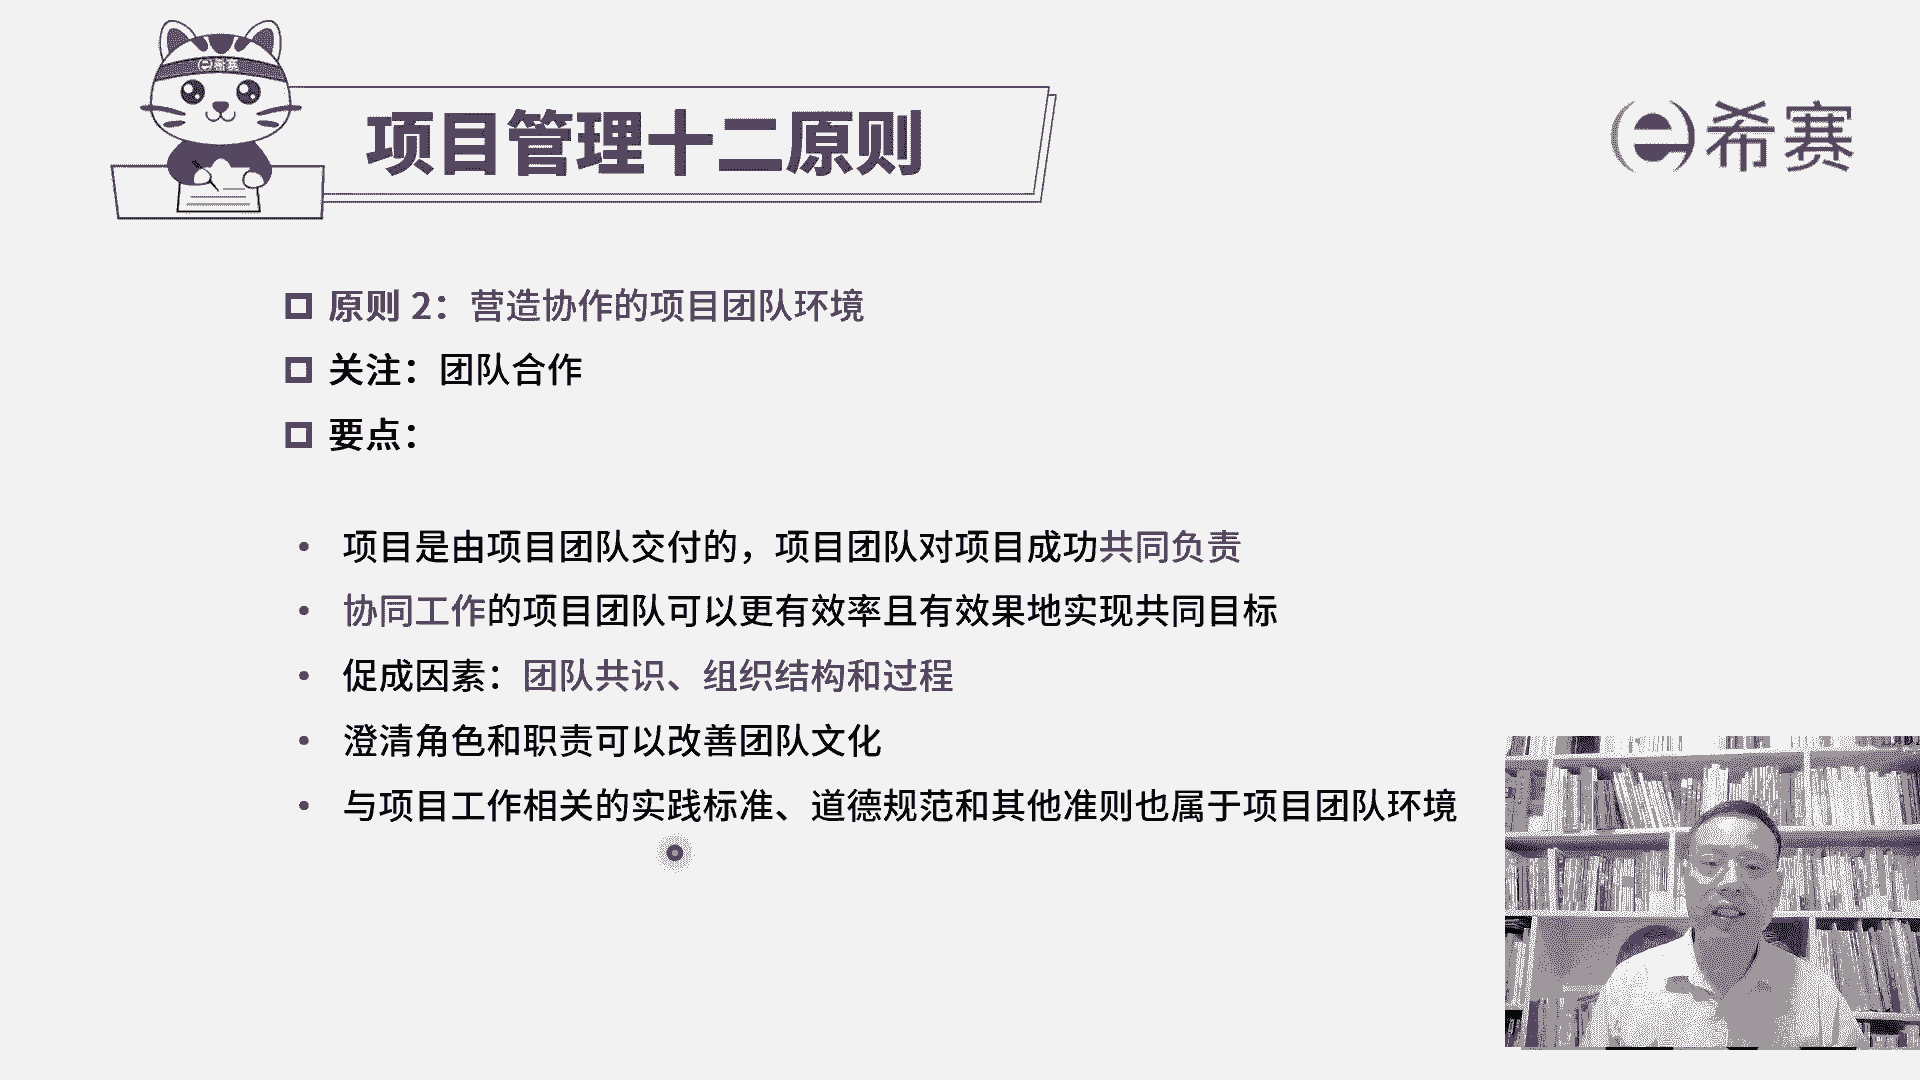 希赛
项目管理十二原则
希赛
原则 2：营造协作的项目团队环境
关注：团队合作
要点：
• 项目是由项目团队交付的，项目团队对项目成功共同负责
• 协同工作的项目团队可以更有效率且有效果地实现共同目标
• 促成因素：团队共识、组织结构和过程
• 澄清角色和职责可以改善团队文化
• 与项目工作相关的实践标准、道德规范和其他准则也属于项目团队环境